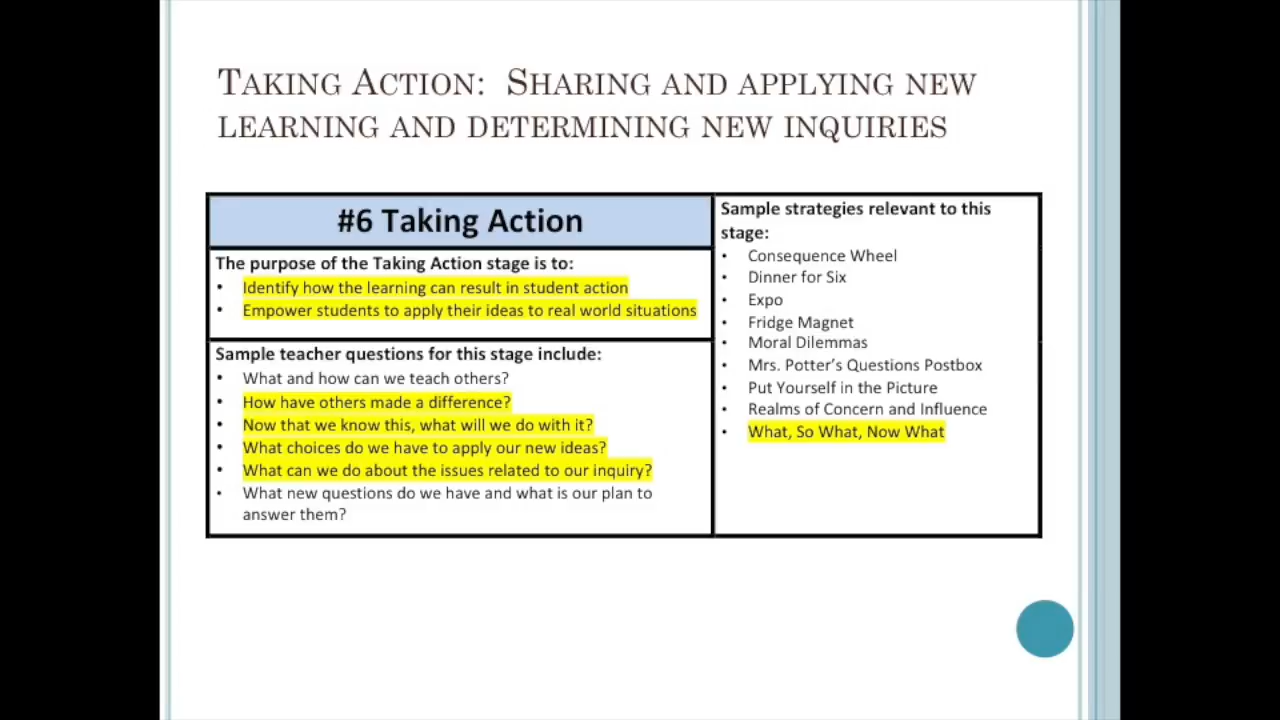 Taking Action: Sharing and applying new
learning and determining new inquiries
#6 Taking Action
The purpose of the Taking Action stage is to:
• Identify how the learning can result in student action
• Empower students to apply their ideas to real world situations
Sample teacher questions for this stage include:
• What and how can we teach others?
• How have others made a difference?
• Now that we know this, what will we do with it?
• What choices do we have to apply our new ideas?
• What can we do about the issues related to our inquiry?
• What new questions do we have and what is our plan to
answer them?
Sample strategies relevant to this
stage:
• Consequence Wheel
• Dinner for Six
• Expo
• Fridge Magnet
• Moral Dilemmas
• Mrs. Potter's Questions Postbox
• Put Yourself in the Picture
• Realms of Concern and Influence
• What, So What, Now What